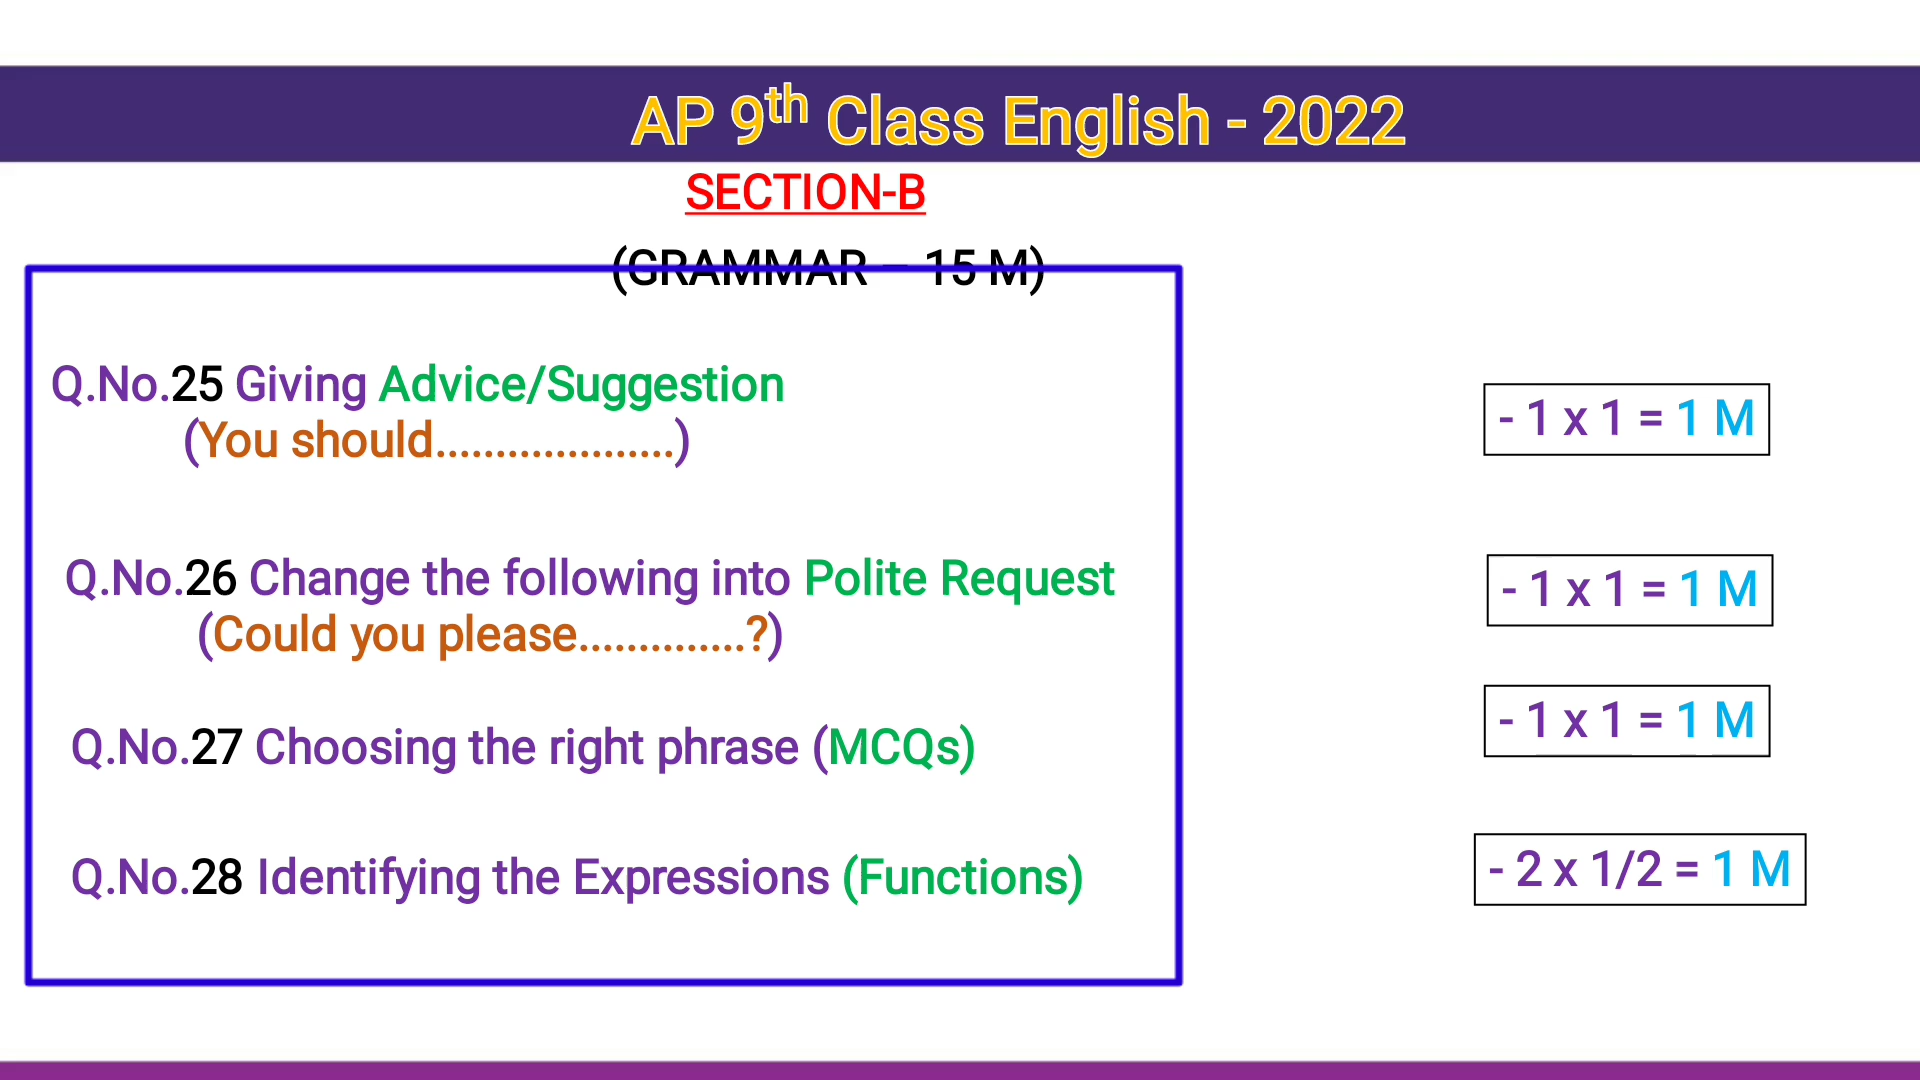 AP 9th Class English - 2022
SECTION-B
(GRAMMAR – 15 M)
Q.No.25 Giving Advice/Suggestion
(You should....................)
- 1 x 1 = 1 M
Q.No.26 Change the following into Polite Request
(Could you please..............?)
- 1 x 1 = 1 M
Q.No.27 Choosing the right phrase (MCQs)
- 1 x 1 = 1 M
Q.No.28 Identifying the Expressions (Functions)
- 2 x 1/2 = 1 M